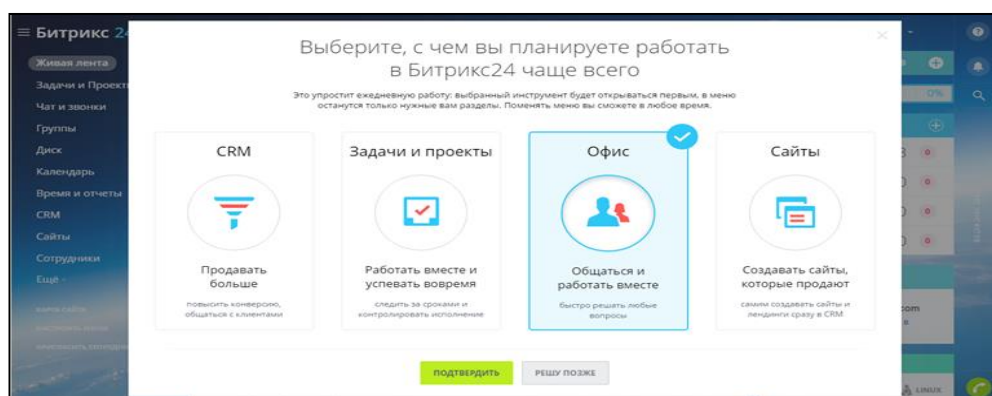 Битрикс 24
Живая лента
Задачи и Проекты
Чат и звонки
Группы
Диск
Календарь
Время и отчеты
CRM
Сайты
Сотрудники
Ещё -
Выберите, с чем вы планируете работать
в Битрикс24 чаще всего
Это упростит ежедневную работу: выбранный инструмент будет открываться первым, в меню
останутся только нужные вам разделы. Поменять меню вы сможете в любое время.
CRM
Продавать
больше
повысить конверсию,
общаться с клиентами
Задачи и проекты
Работать вместе и
успевать вовремя
следить за сроками и
контролировать исполнение
Офис
Общаться и
работать вместе
быстро решать любые
вопросы
Сайты
Создавать сайты,
которые продают
самим создавать сайты и
лендинги сразу в CRM
ПОДТВЕРДИТЬ
РЕШУ ПОЗЖЕ
0%
com
LINUX